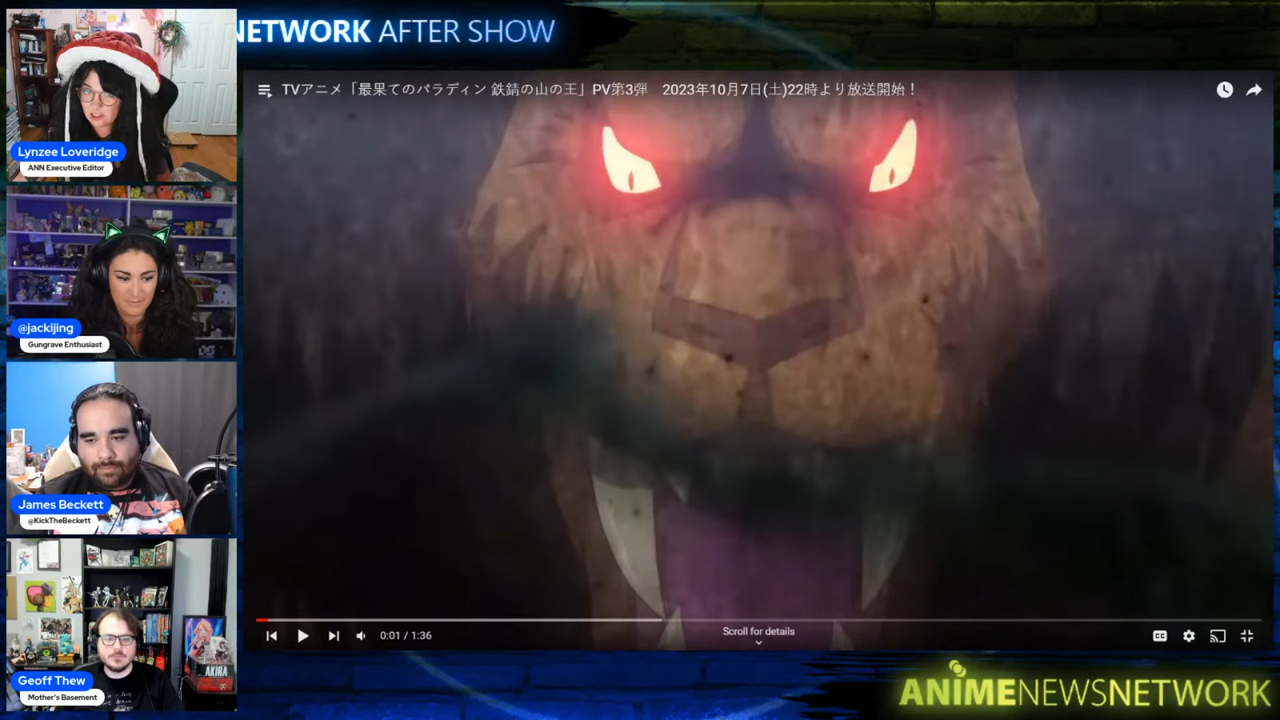 NETWORK AFTER SHOW
TVアニメ「最果てのパラディン 鉄錆の山の王」PV第3弾 2023年10月7日(土)22時より放送開始！
Lynzee Loveridge
ANN Executive Editor
@jackijing
Gungrave Enthusiast
James Beckett
@KickTheBeckett
Geoff Thew
Mother's Basement
AKIRA
0:01 / 1:36
Scroll for details
CC
ANIMENEWSNETWORK